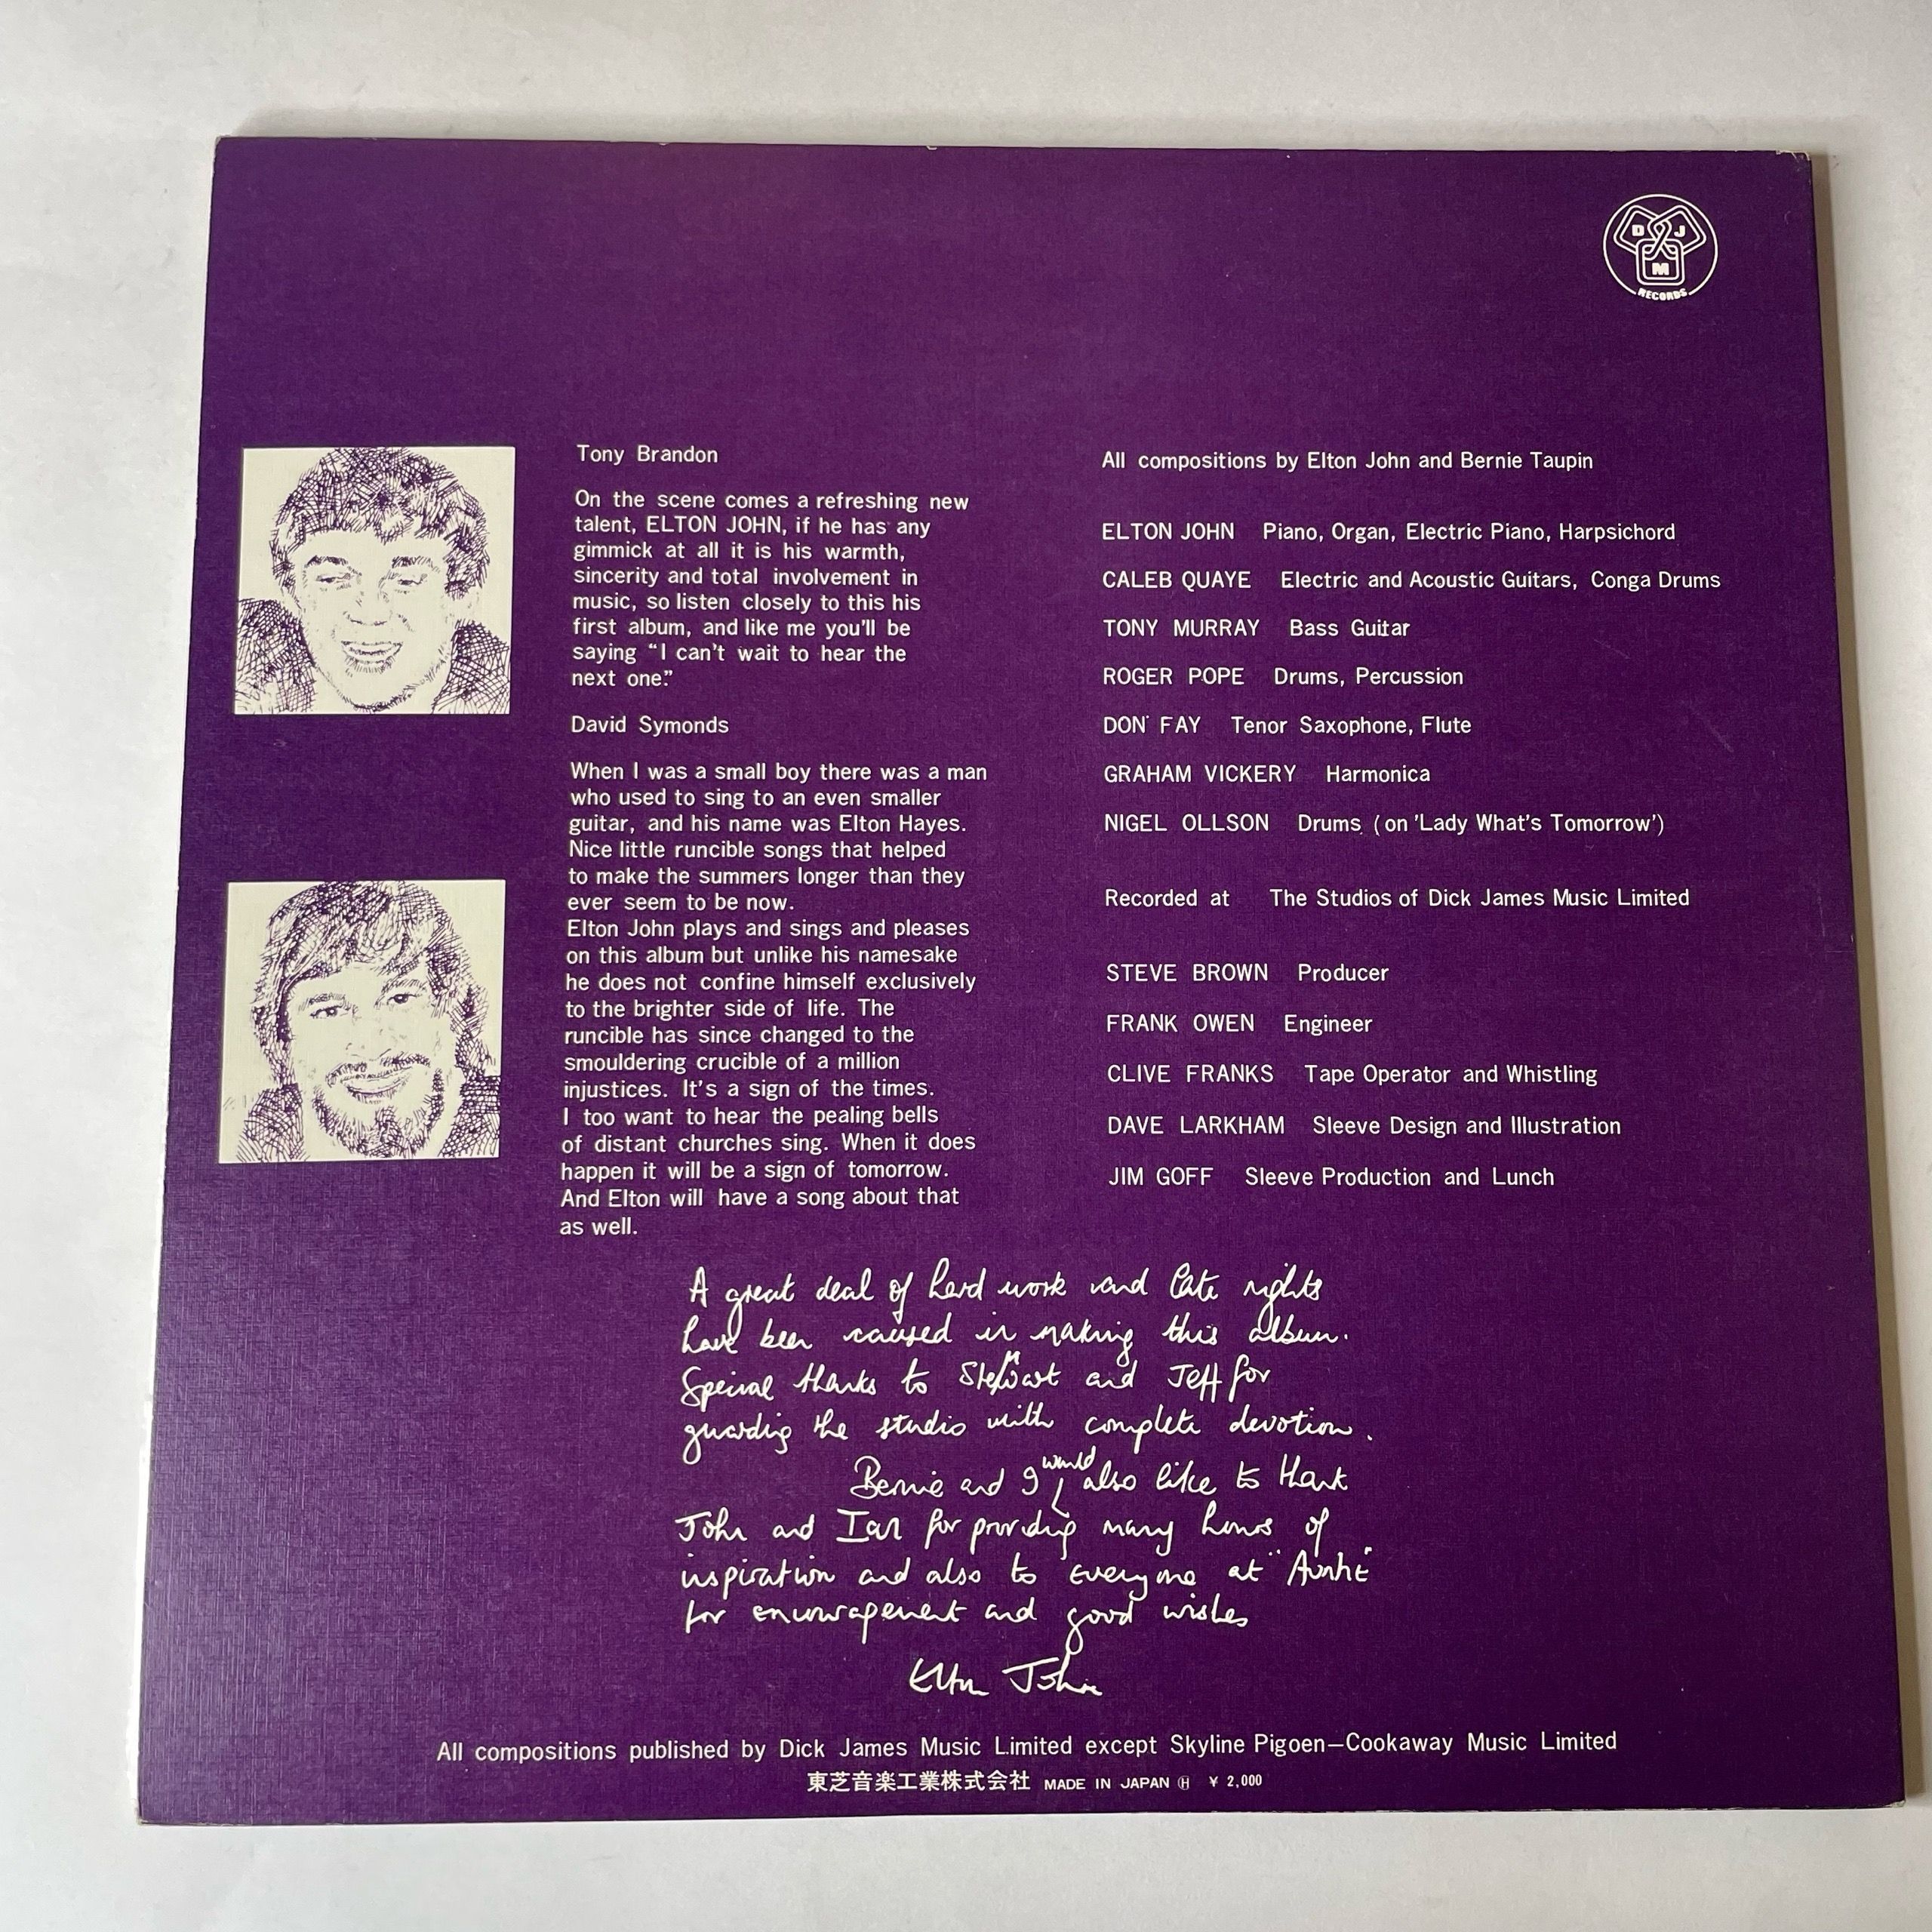 D J M
RECORDS
Tony Brandon
On the scene comes a refreshing new
talent, ELTON JOHN, if he has any
gimmick at all it is his warmth,
sincerity and total involvement in
music, so listen closely to this his
first album, and like me you'll be
saying “I can't wait to hear the
next one.”
David Symonds
When I was a small boy there was a man
who used to sing to an even smaller
guitar, and his name was Elton Hayes.
Nice little runcible songs that helped
to make the summers longer than they
ever seem to be now.
Elton John plays and sings and pleases
on this album but unlike his namesake
he does not confine himself exclusively
to the brighter side of life. The
runcible has since changed to the
smouldering crucible of a million
injustices. It's a sign of the times.
I too want to hear the pealing bells
of distant churches sing. When it does
happen it will be a sign of tomorrow.
And Elton will have a song about that
as well.
All compositions by Elton John and Bernie Taupin
ELTON JOHN Piano, Organ, Electric Piano, Harpsichord
CALEB QUAYE Electric and Acoustic Guitars, Conga Drums
TONY MURRAY Bass Guitar
ROGER POPE Drums, Percussion
DON FAY Tenor Saxophone, Flute
GRAHAM VICKERY Harmonica
NIGEL OLLSON Drums (on 'Lady What's Tomorrow')
Recorded at The Studios of Dick James Music Limited
STEVE BROWN Producer
FRANK OWEN Engineer
CLIVE FRANKS Tape Operator and Whistling
DAVE LARKHAM Sleeve Design and Illustration
JIM GOFF Sleeve Production and Lunch
A great deal of hard work and late nights
have been caused in making this album.
Special thanks to Stewart and Jeff for
guarding the studio with complete devotion.
Bernie and I would also like to thank
John and Ian for providing many hours of
inspiration and also to everyone at "Auntie"
for encouragement and good wishes
Elton John
All compositions published by Dick James Music Limited except Skyline Pigoen—Cookaway Music Limited
東芝音楽工業株式会社 MADE IN JAPAN Ⓗ ¥ 2,000